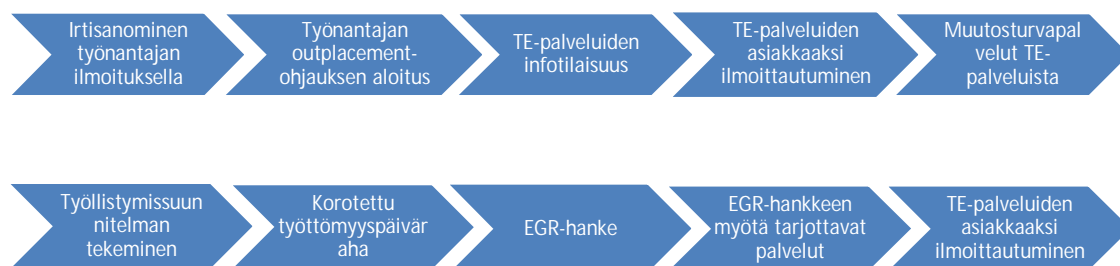 Irtisanominen
työnantajan
ilmoituksella
Työnantajan
outplacement-
ohjauksen aloitus
TE-palveluiden
infotilaisuus
TE-palveluiden
asiakkaaksi
ilmoittautuminen
Muutosturvapal
velut TE-
palveluista
Työllistymissuun
nitelman
tekeminen
Korotettu
työttömyyspäivär
aha
EGR-hanke
EGR-hankkeen
myötä tarjottavat
palvelut
TE-palveluiden
asiakkaaksi
ilmoittautuminen